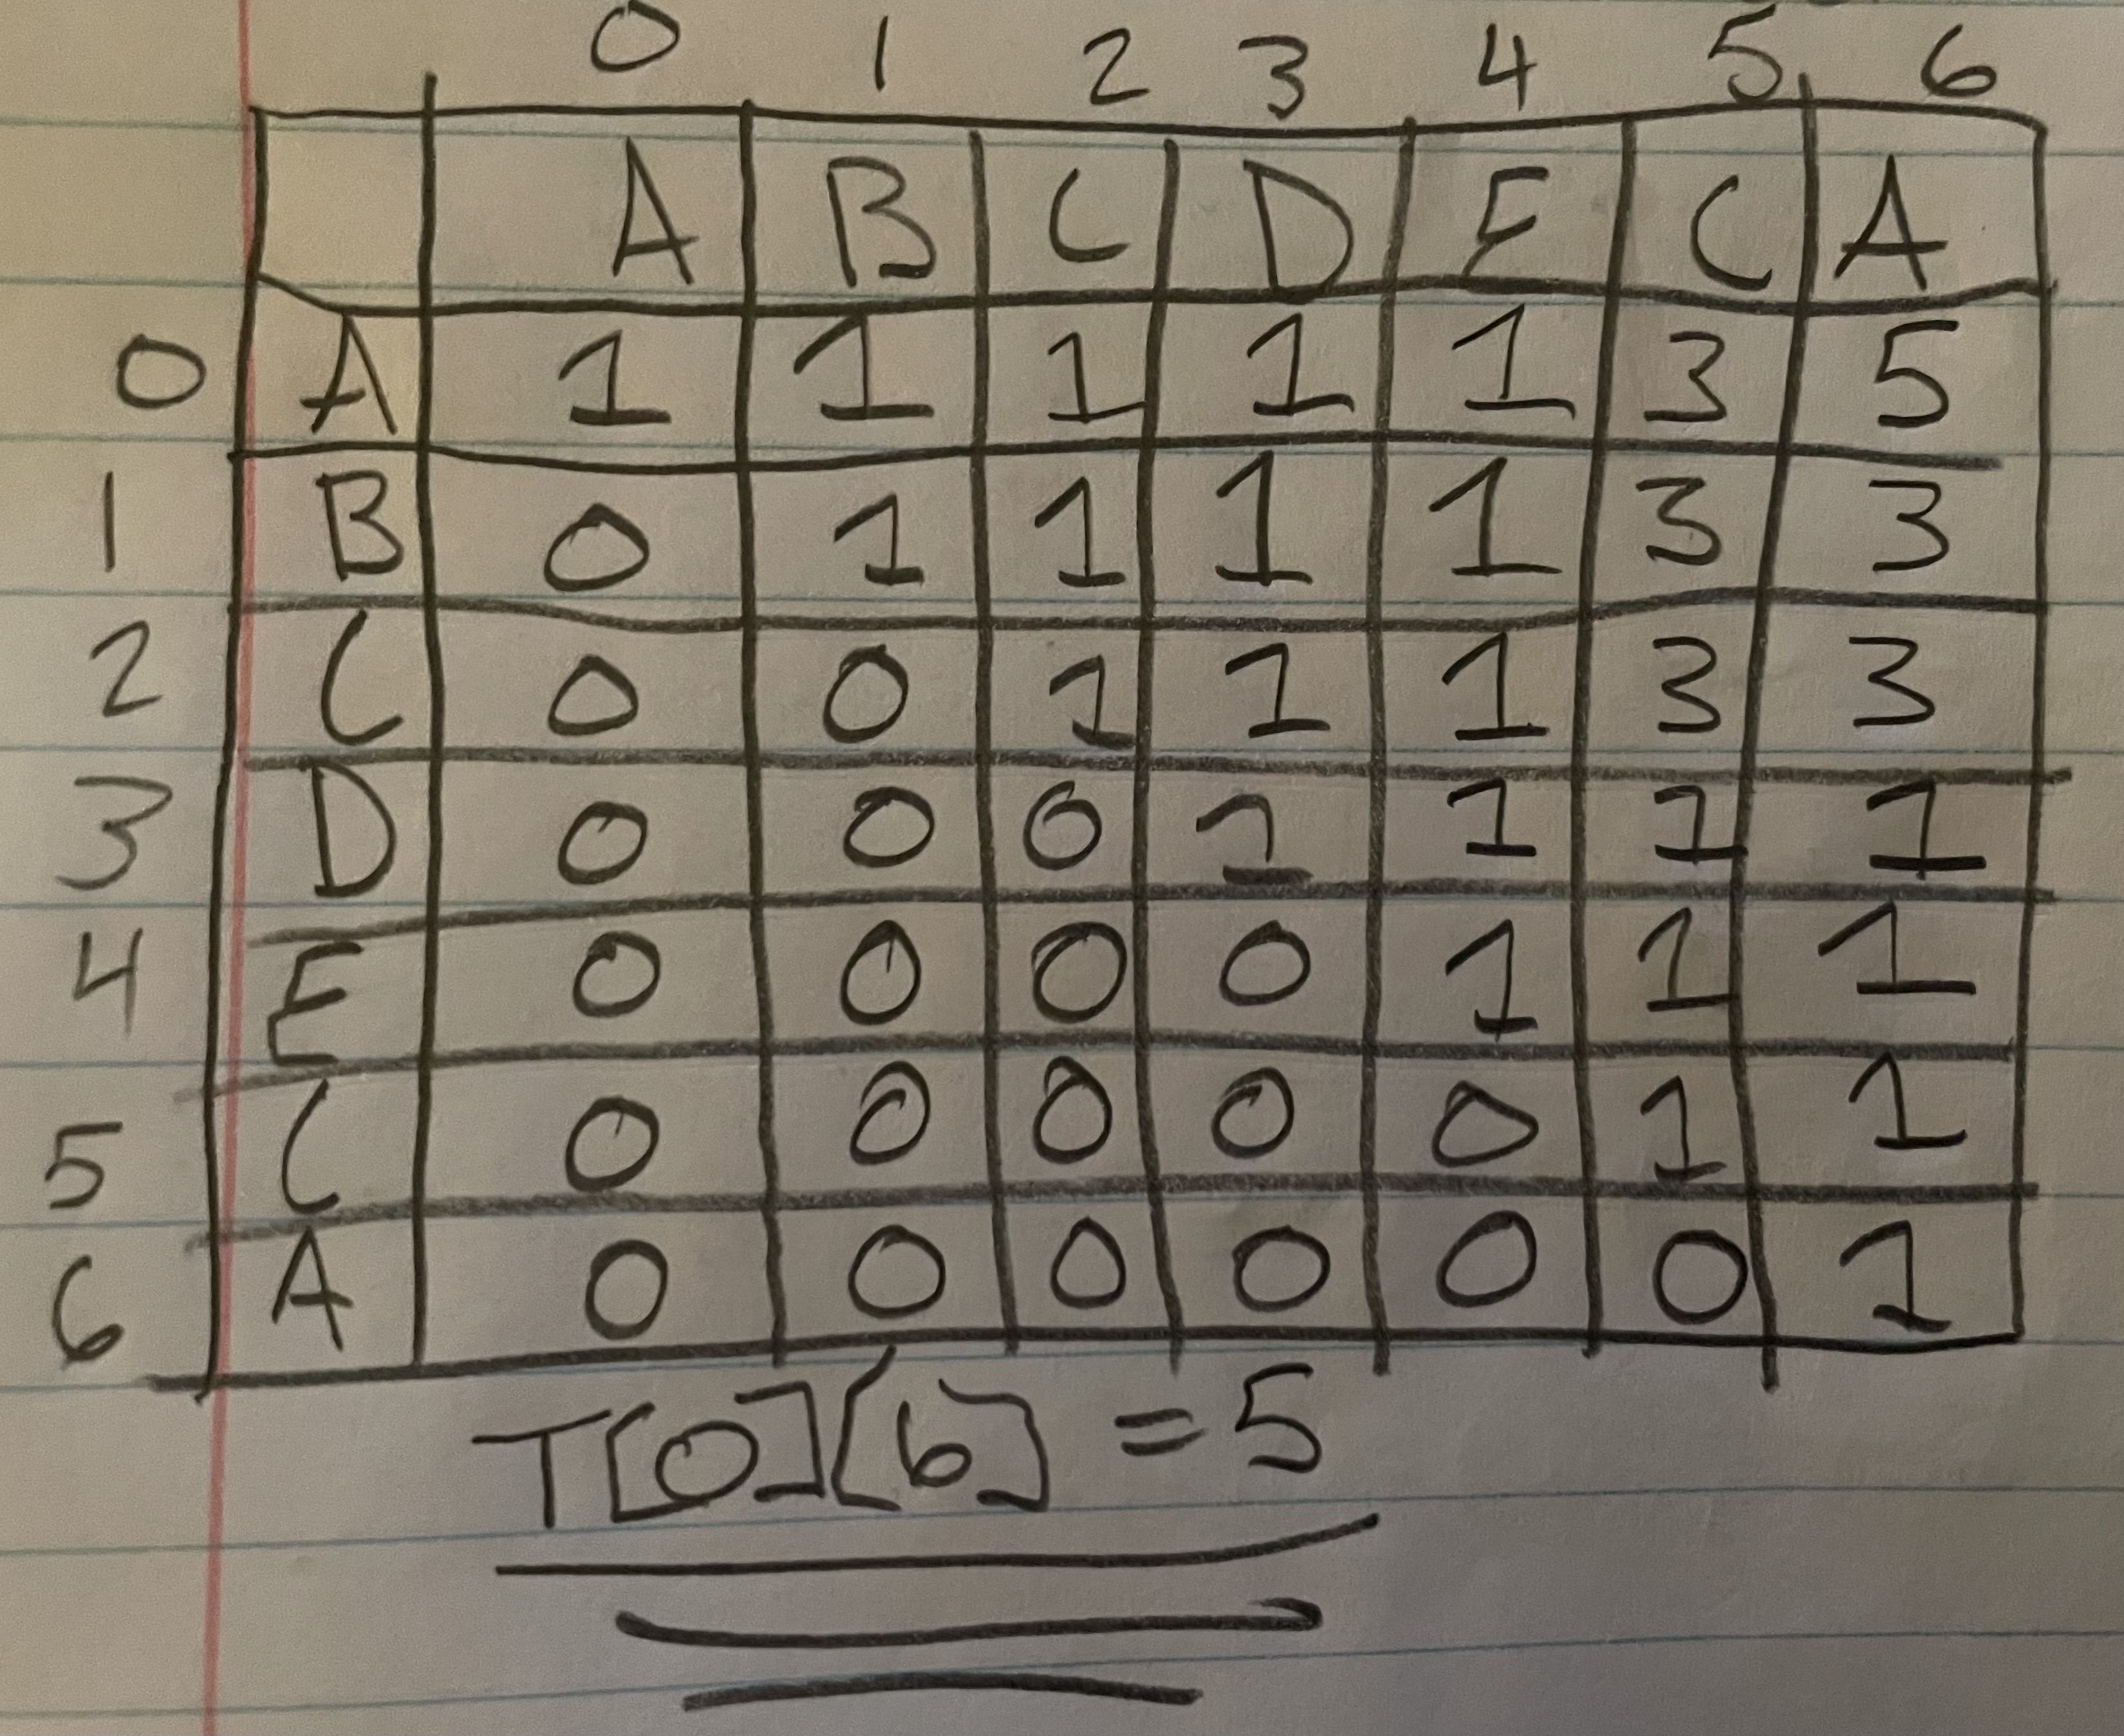 0 1 2 3 4 5 6
A B C D E C A
0 A 1 1 1 1 1 3 5
1 B 0 1 1 1 1 3 3
2 C 0 0 1 1 1 3 3
3 D 0 0 0 1 1 1 1
4 E 0 0 0 0 1 1 1
5 C 0 0 0 0 0 1 1
6 A 0 0 0 0 0 0 1
T[0][6] = 5